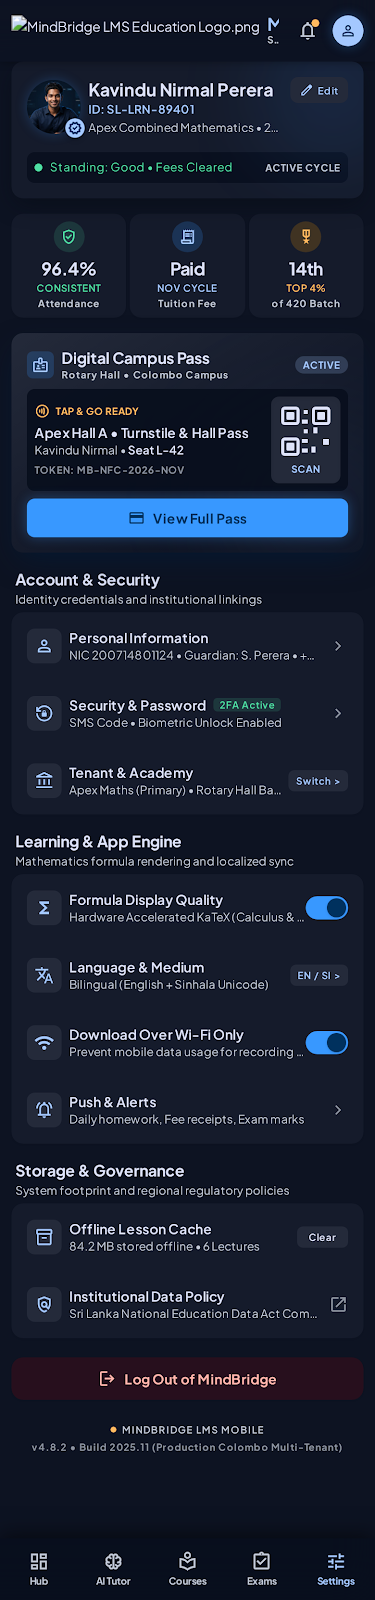 MindBridge LMS Education Logo.png
S..
Kavindu Nirmal Perera
Edit
ID: SL-LRN-89401
Apex Combined Mathematics • 2...
Standing: Good • Fees Cleared
ACTIVE CYCLE
96.4%
CONSISTENT
Attendance
Paid
NOV CYCLE
Tuition Fee
14th
TOP 4%
of 420 Batch
Digital Campus Pass
Rotary Hall • Colombo Campus
ACTIVE
TAP & GO READY
Apex Hall A • Turnstile & Hall Pass
Kavindu Nirmal • Seat L-42
TOKEN: MB-NFC-2026-NOV
SCAN
View Full Pass
Account & Security
Identity credentials and institutional linkings
Personal Information
NIC 200714801124 • Guardian: S. Perera • +...
Security & Password
2FA Active
SMS Code • Biometric Unlock Enabled
Tenant & Academy
Apex Maths (Primary) • Rotary Hall Ba...
Switch >
Learning & App Engine
Mathematics formula rendering and localized sync
Formula Display Quality
Hardware Accelerated KaTeX (Calculus & ...
Language & Medium
Bilingual (English + Sinhala Unicode)
EN / SI >
Download Over Wi-Fi Only
Prevent mobile data usage for recording ...
Push & Alerts
Daily homework, Fee receipts, Exam marks
Storage & Governance
System footprint and regional regulatory policies
Offline Lesson Cache
84.2 MB stored offline • 6 Lectures
Clear
Institutional Data Policy
Sri Lanka National Education Data Act Com...
Log Out of MindBridge
MINDBRIDGE LMS MOBILE
v4.8.2 • Build 2025.11 (Production Colombo Multi-Tenant)
Hub
AI Tutor
Courses
Exams
Settings